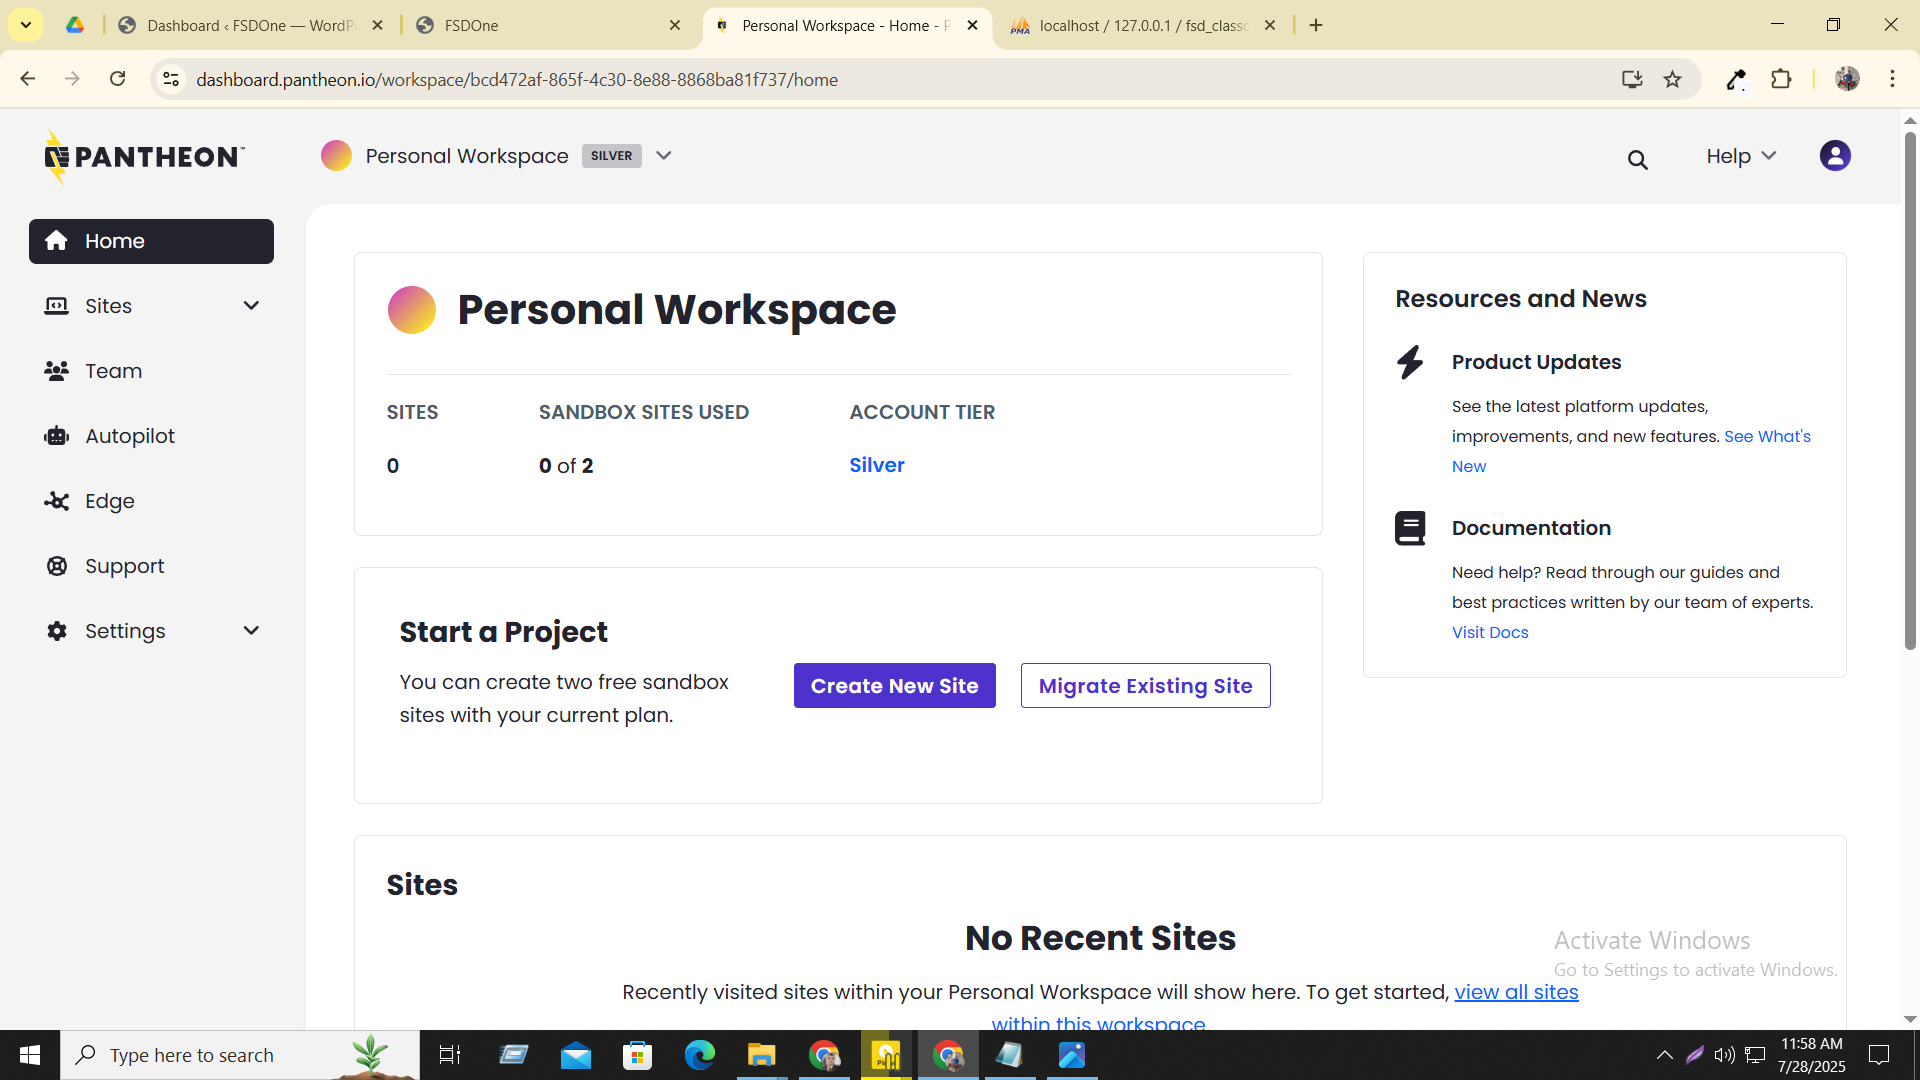 Dashboard ‹ FSDOne — WordP
FSDOne
Personal Workspace - Home - P
localhost / 127.0.0.1 / fsd_classo
dashboard.pantheon.io/workspace/bcd472af-865f-4c30-8e88-8868ba81f737/home
PANTHEON™
Personal Workspace SILVER
Help
Home
Sites
Team
Autopilot
Edge
Support
Settings
Personal Workspace
SITES
0
SANDBOX SITES USED
0 of 2
ACCOUNT TIER
Silver
Start a Project
You can create two free sandbox
sites with your current plan.
Create New Site
Migrate Existing Site
Resources and News
Product Updates
See the latest platform updates,
improvements, and new features. See What's
New
Documentation
Need help? Read through our guides and
best practices written by our team of experts.
Visit Docs
Sites
No Recent Sites
Recently visited sites within your Personal Workspace will show here. To get started, view all sites
within this workspace.
Activate Windows
Go to Settings to activate Windows.
Type here to search
11:58 AM
7/28/2025